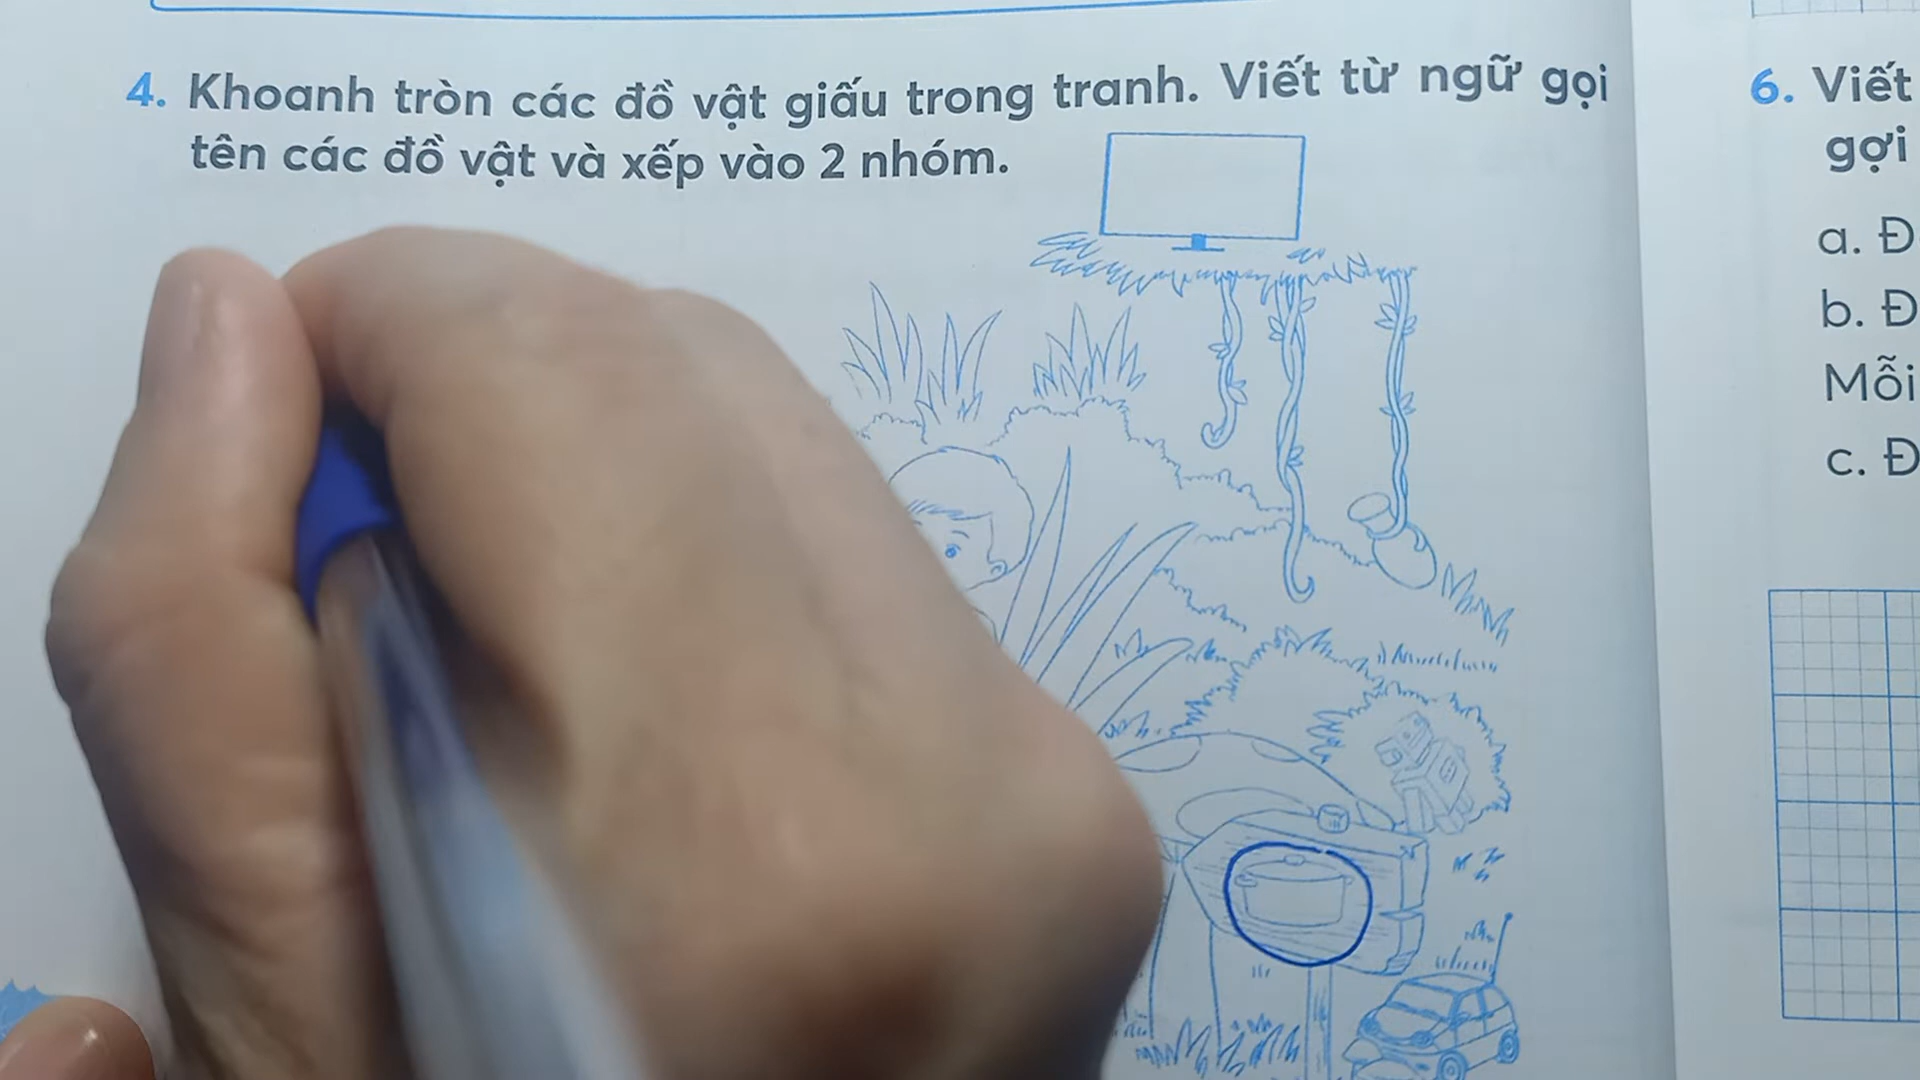 4. Khoanh tròn các đồ vật giấu trong tranh. Viết từ ngữ gọi
tên các đồ vật và xếp vào 2 nhóm.
6. Viết
gợi
a. Đ
b. Đ
Mỗi
c. Đ